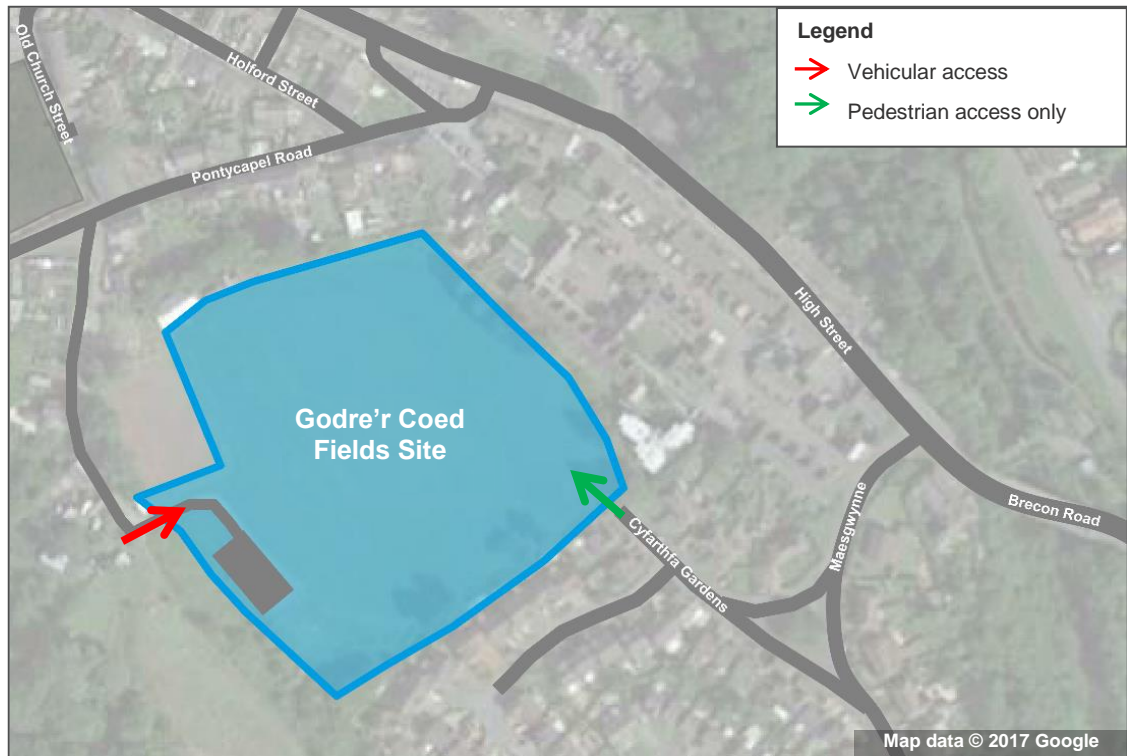 Legend
Vehicular access
Pedestrian access only
Old Church Street
Holford Street
Pontycapel Road
High Street
Godre'r Coed
Fields Site
Brecon Road
Maesgwynne
Cyfarthfa Gardens
Map data © 2017 Google